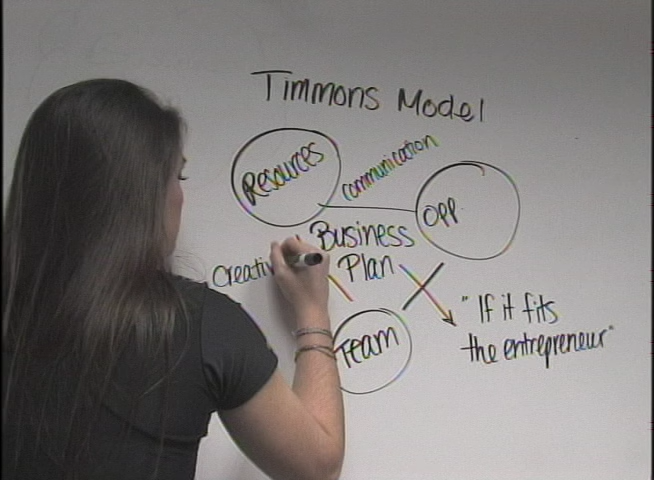 Timmons Model
Resources
communication
OPP
Business
Plan
Creativ
Team
"If it fits
the entrepreneur"